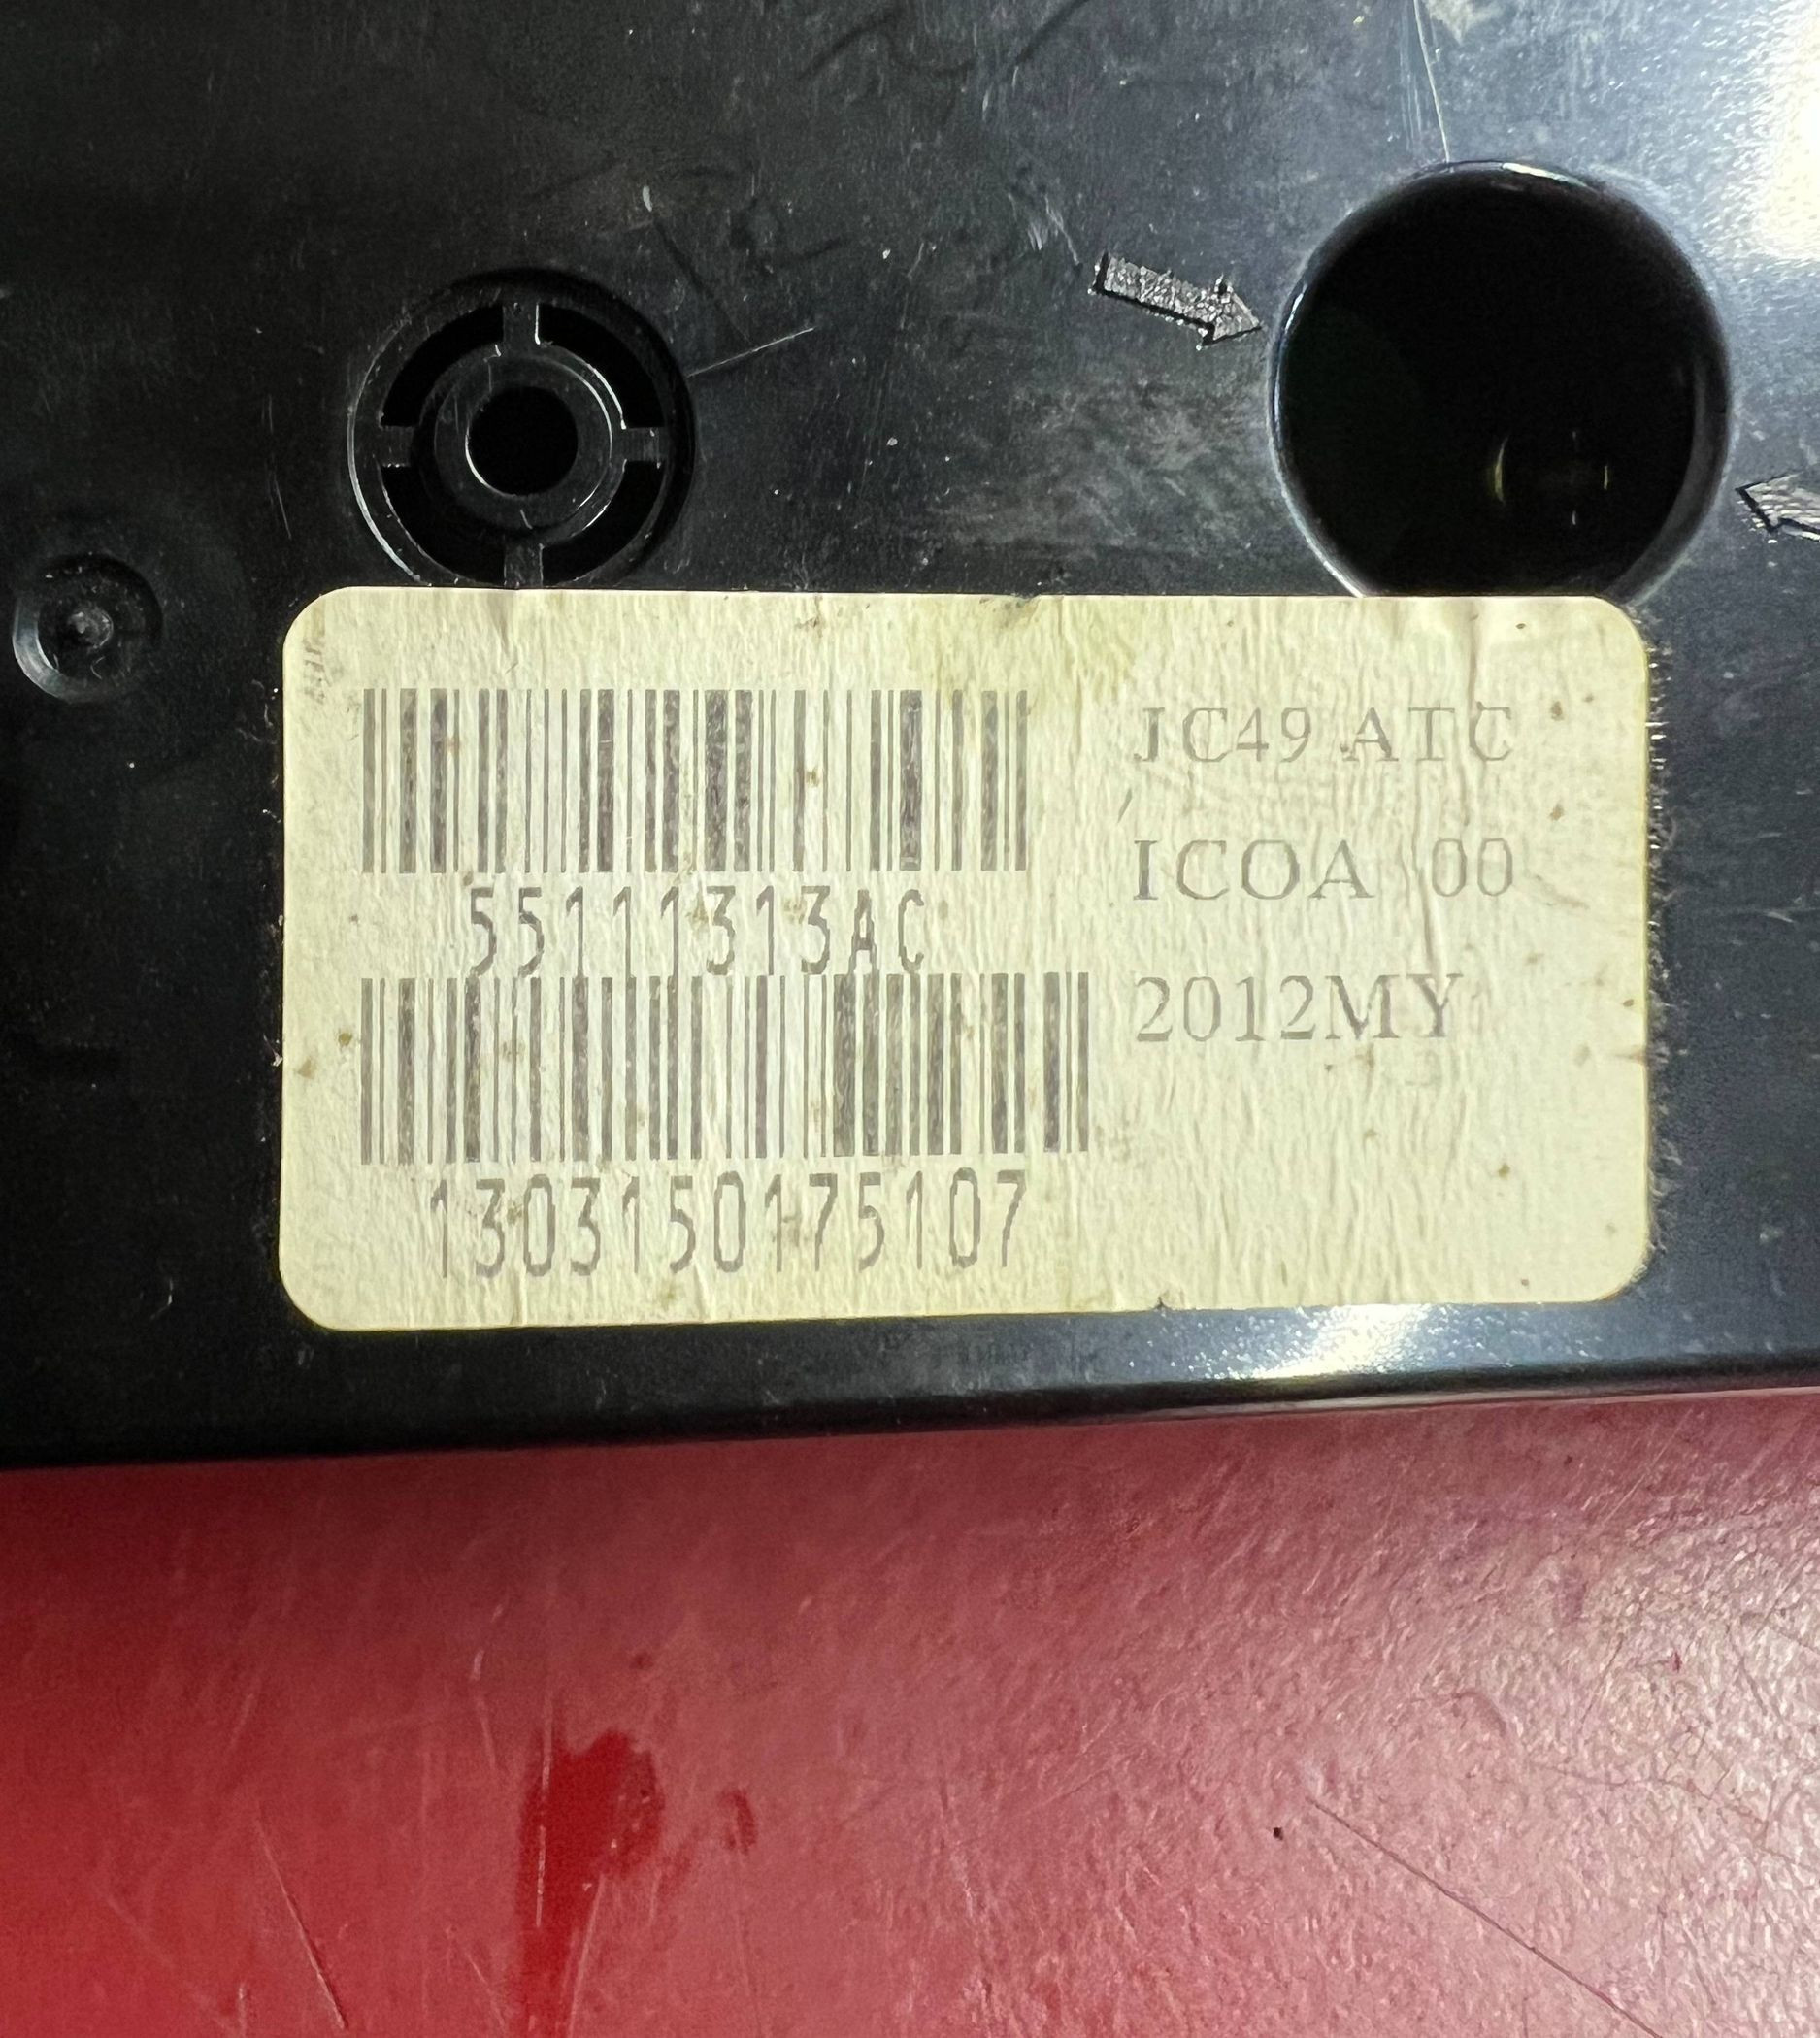 JC49 ATC
ICOA 00
55111313AC
2012MY
1303150175107